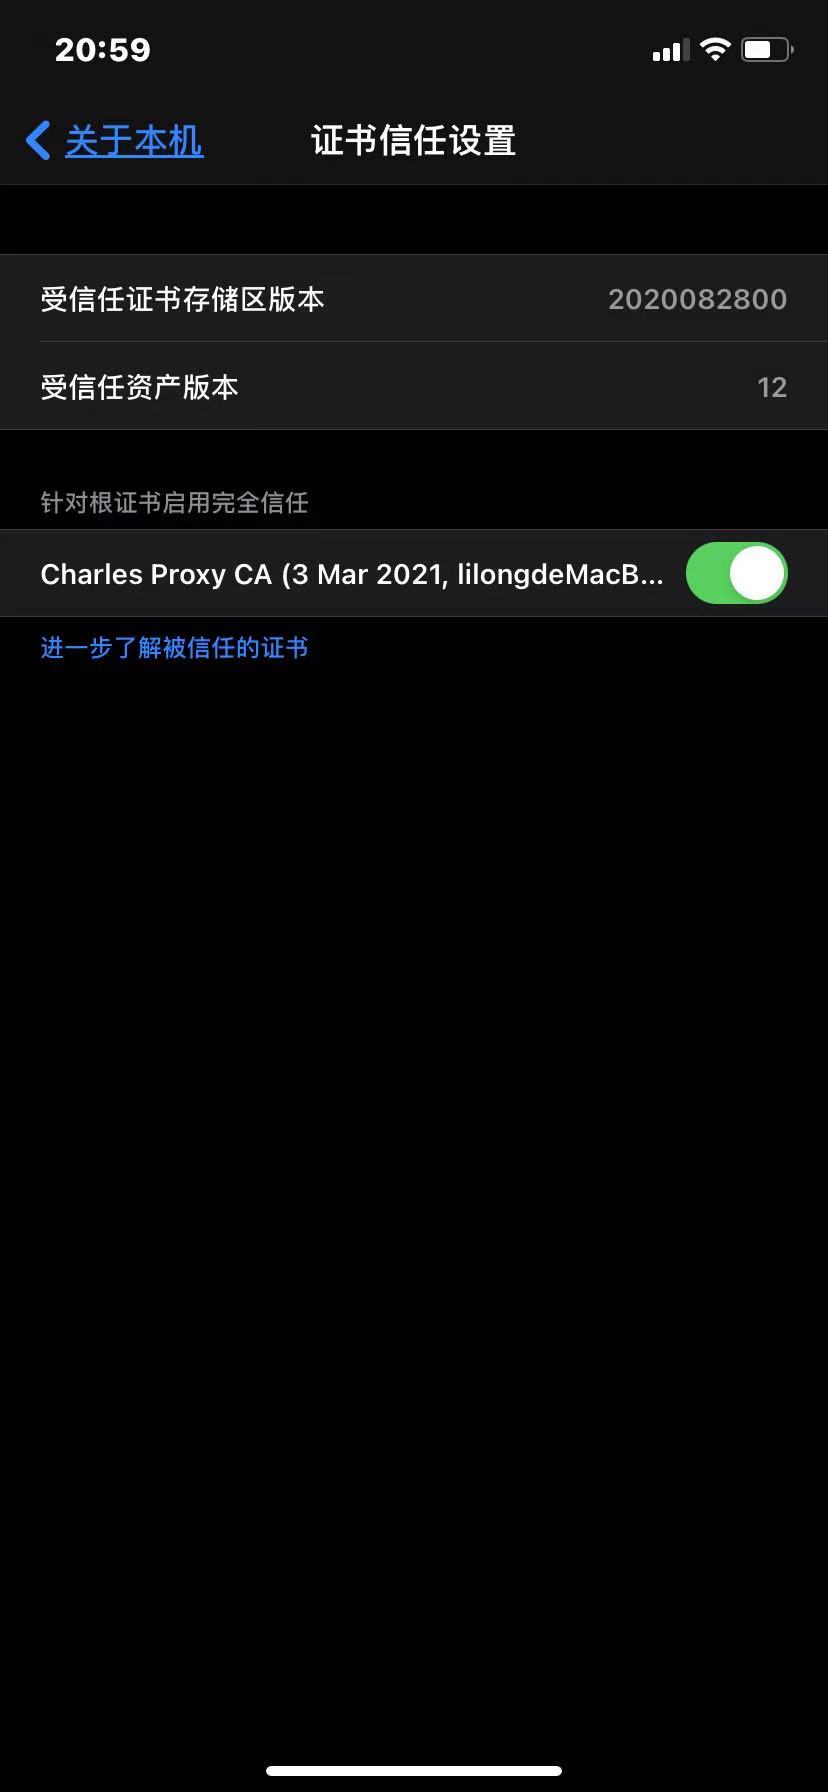 20:59
关于本机
证书信任设置
受信任证书存储区版本 2020082800
受信任资产版本 12
针对根证书启用完全信任
Charles Proxy CA (3 Mar 2021, lilongdeMacB...
进一步了解被信任的证书